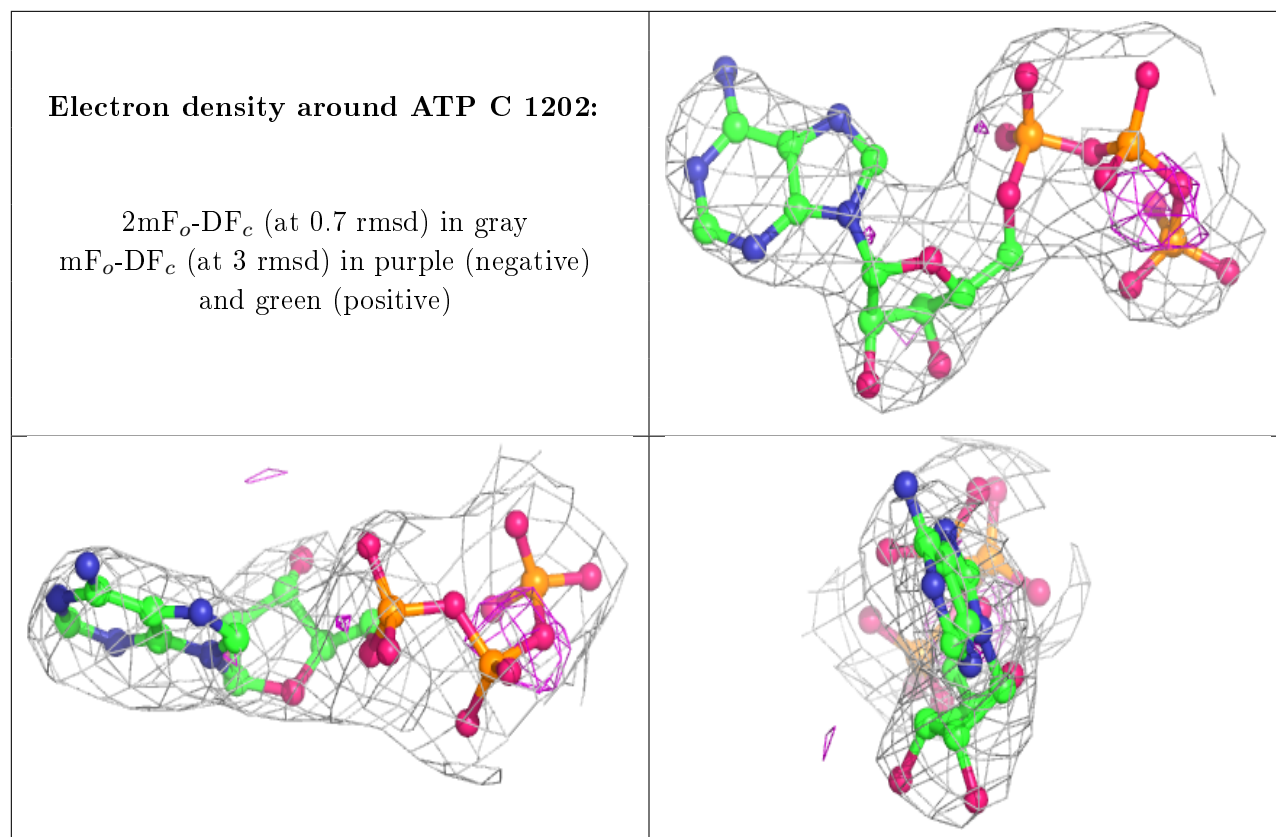 Electron density around ATP C 1202:
2mFo-DFc (at 0.7 rmsd) in gray
mFo-DFc (at 3 rmsd) in purple (negative)
and green (positive)